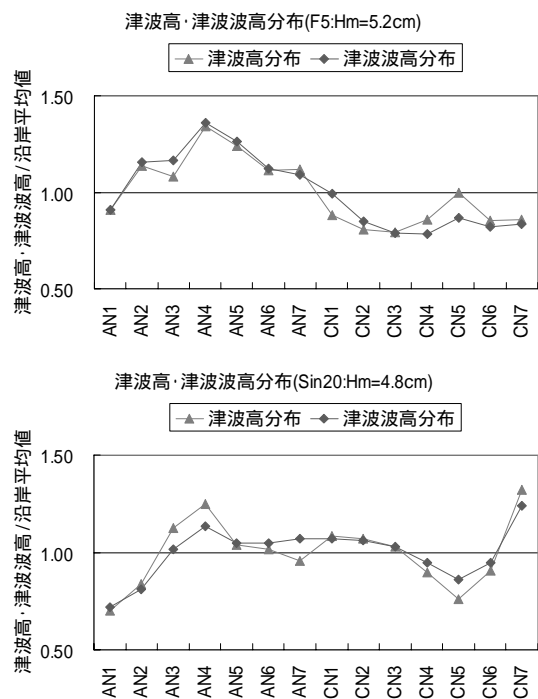 津波高·津波波高分布(F5:Hm=5.2cm)
津波高分布 津波波高分布
津波高·津波波高/沿岸平均値
1.50
1.00
0.50
AN1 AN2 AN3 AN4 AN5 AN6 AN7 CN1 CN2 CN3 CN4 CN5 CN6 CN7
津波高·津波波高分布(Sin20:Hm=4.8cm)
津波高分布 津波波高分布
津波高·津波波高/沿岸平均値
1.50
1.00
0.50
AN1 AN2 AN3 AN4 AN5 AN6 AN7 CN1 CN2 CN3 CN4 CN5 CN6 CN7